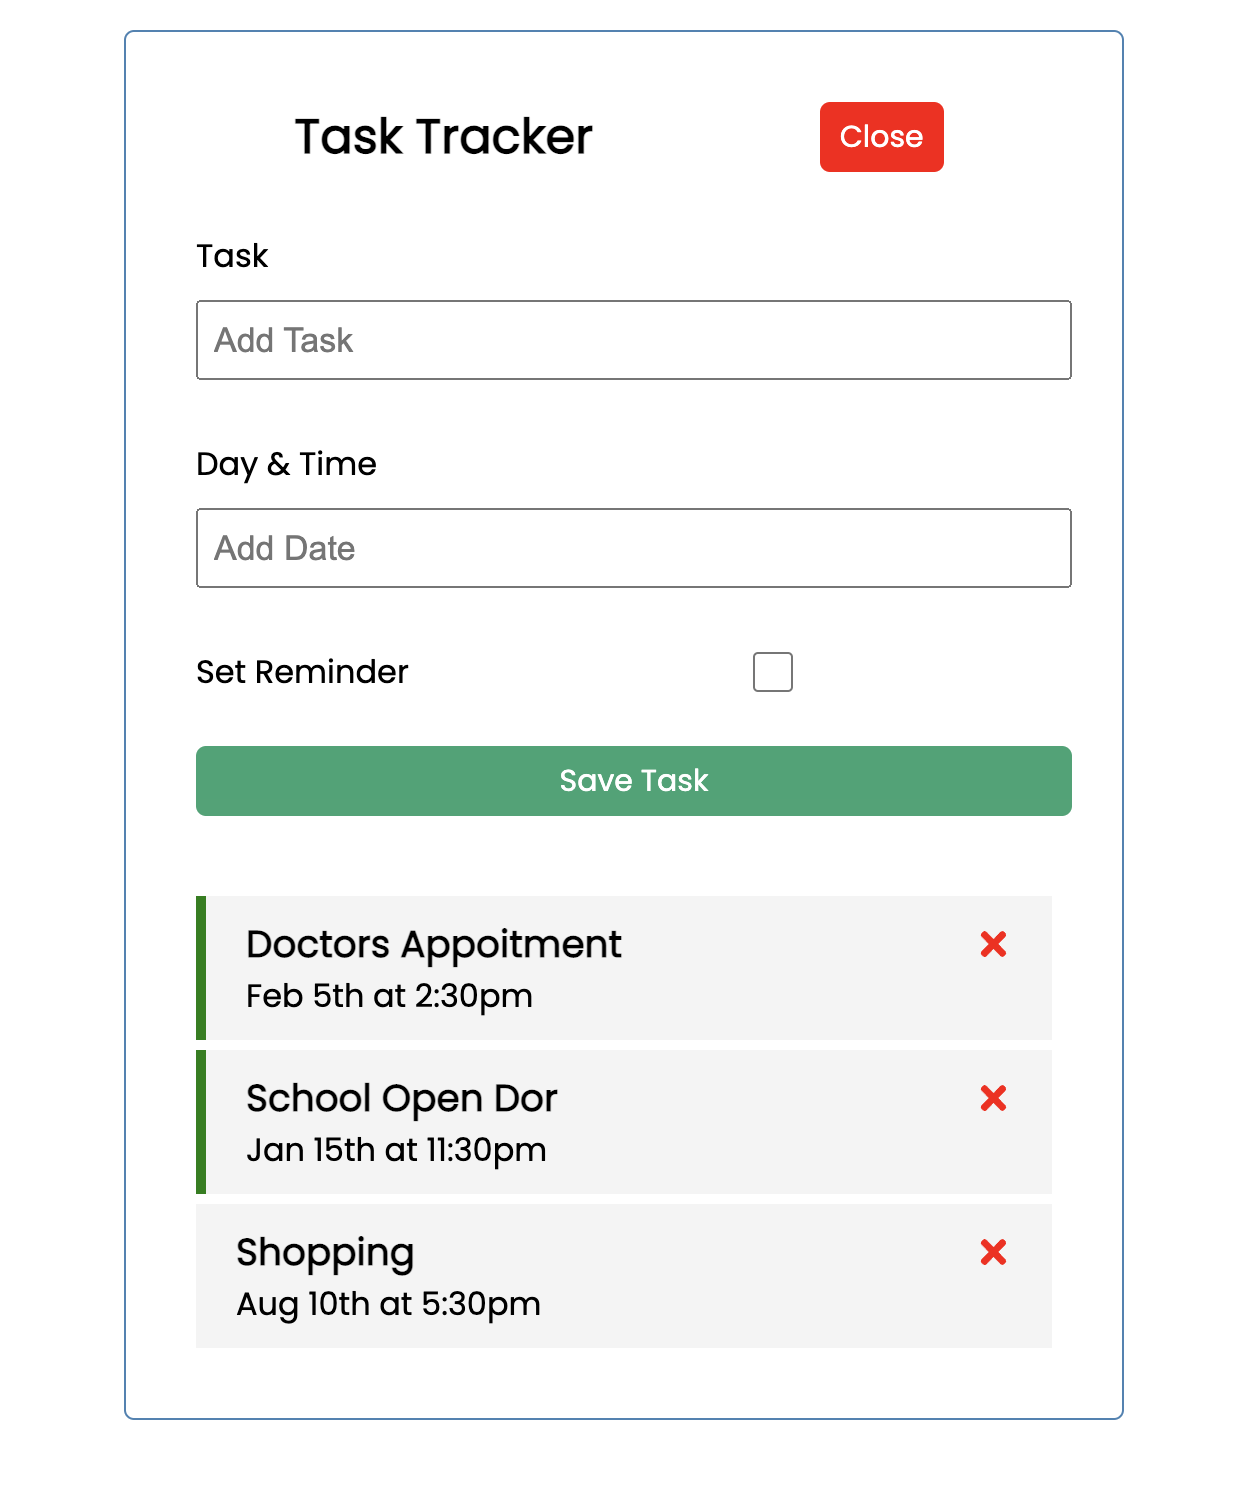 Task Tracker
Close
Task
Add Task
Day & Time
Add Date
Set Reminder
Save Task
Doctors Appoitment
Feb 5th at 2:30pm
School Open Dor
Jan 15th at 11:30pm
Shopping
Aug 10th at 5:30pm